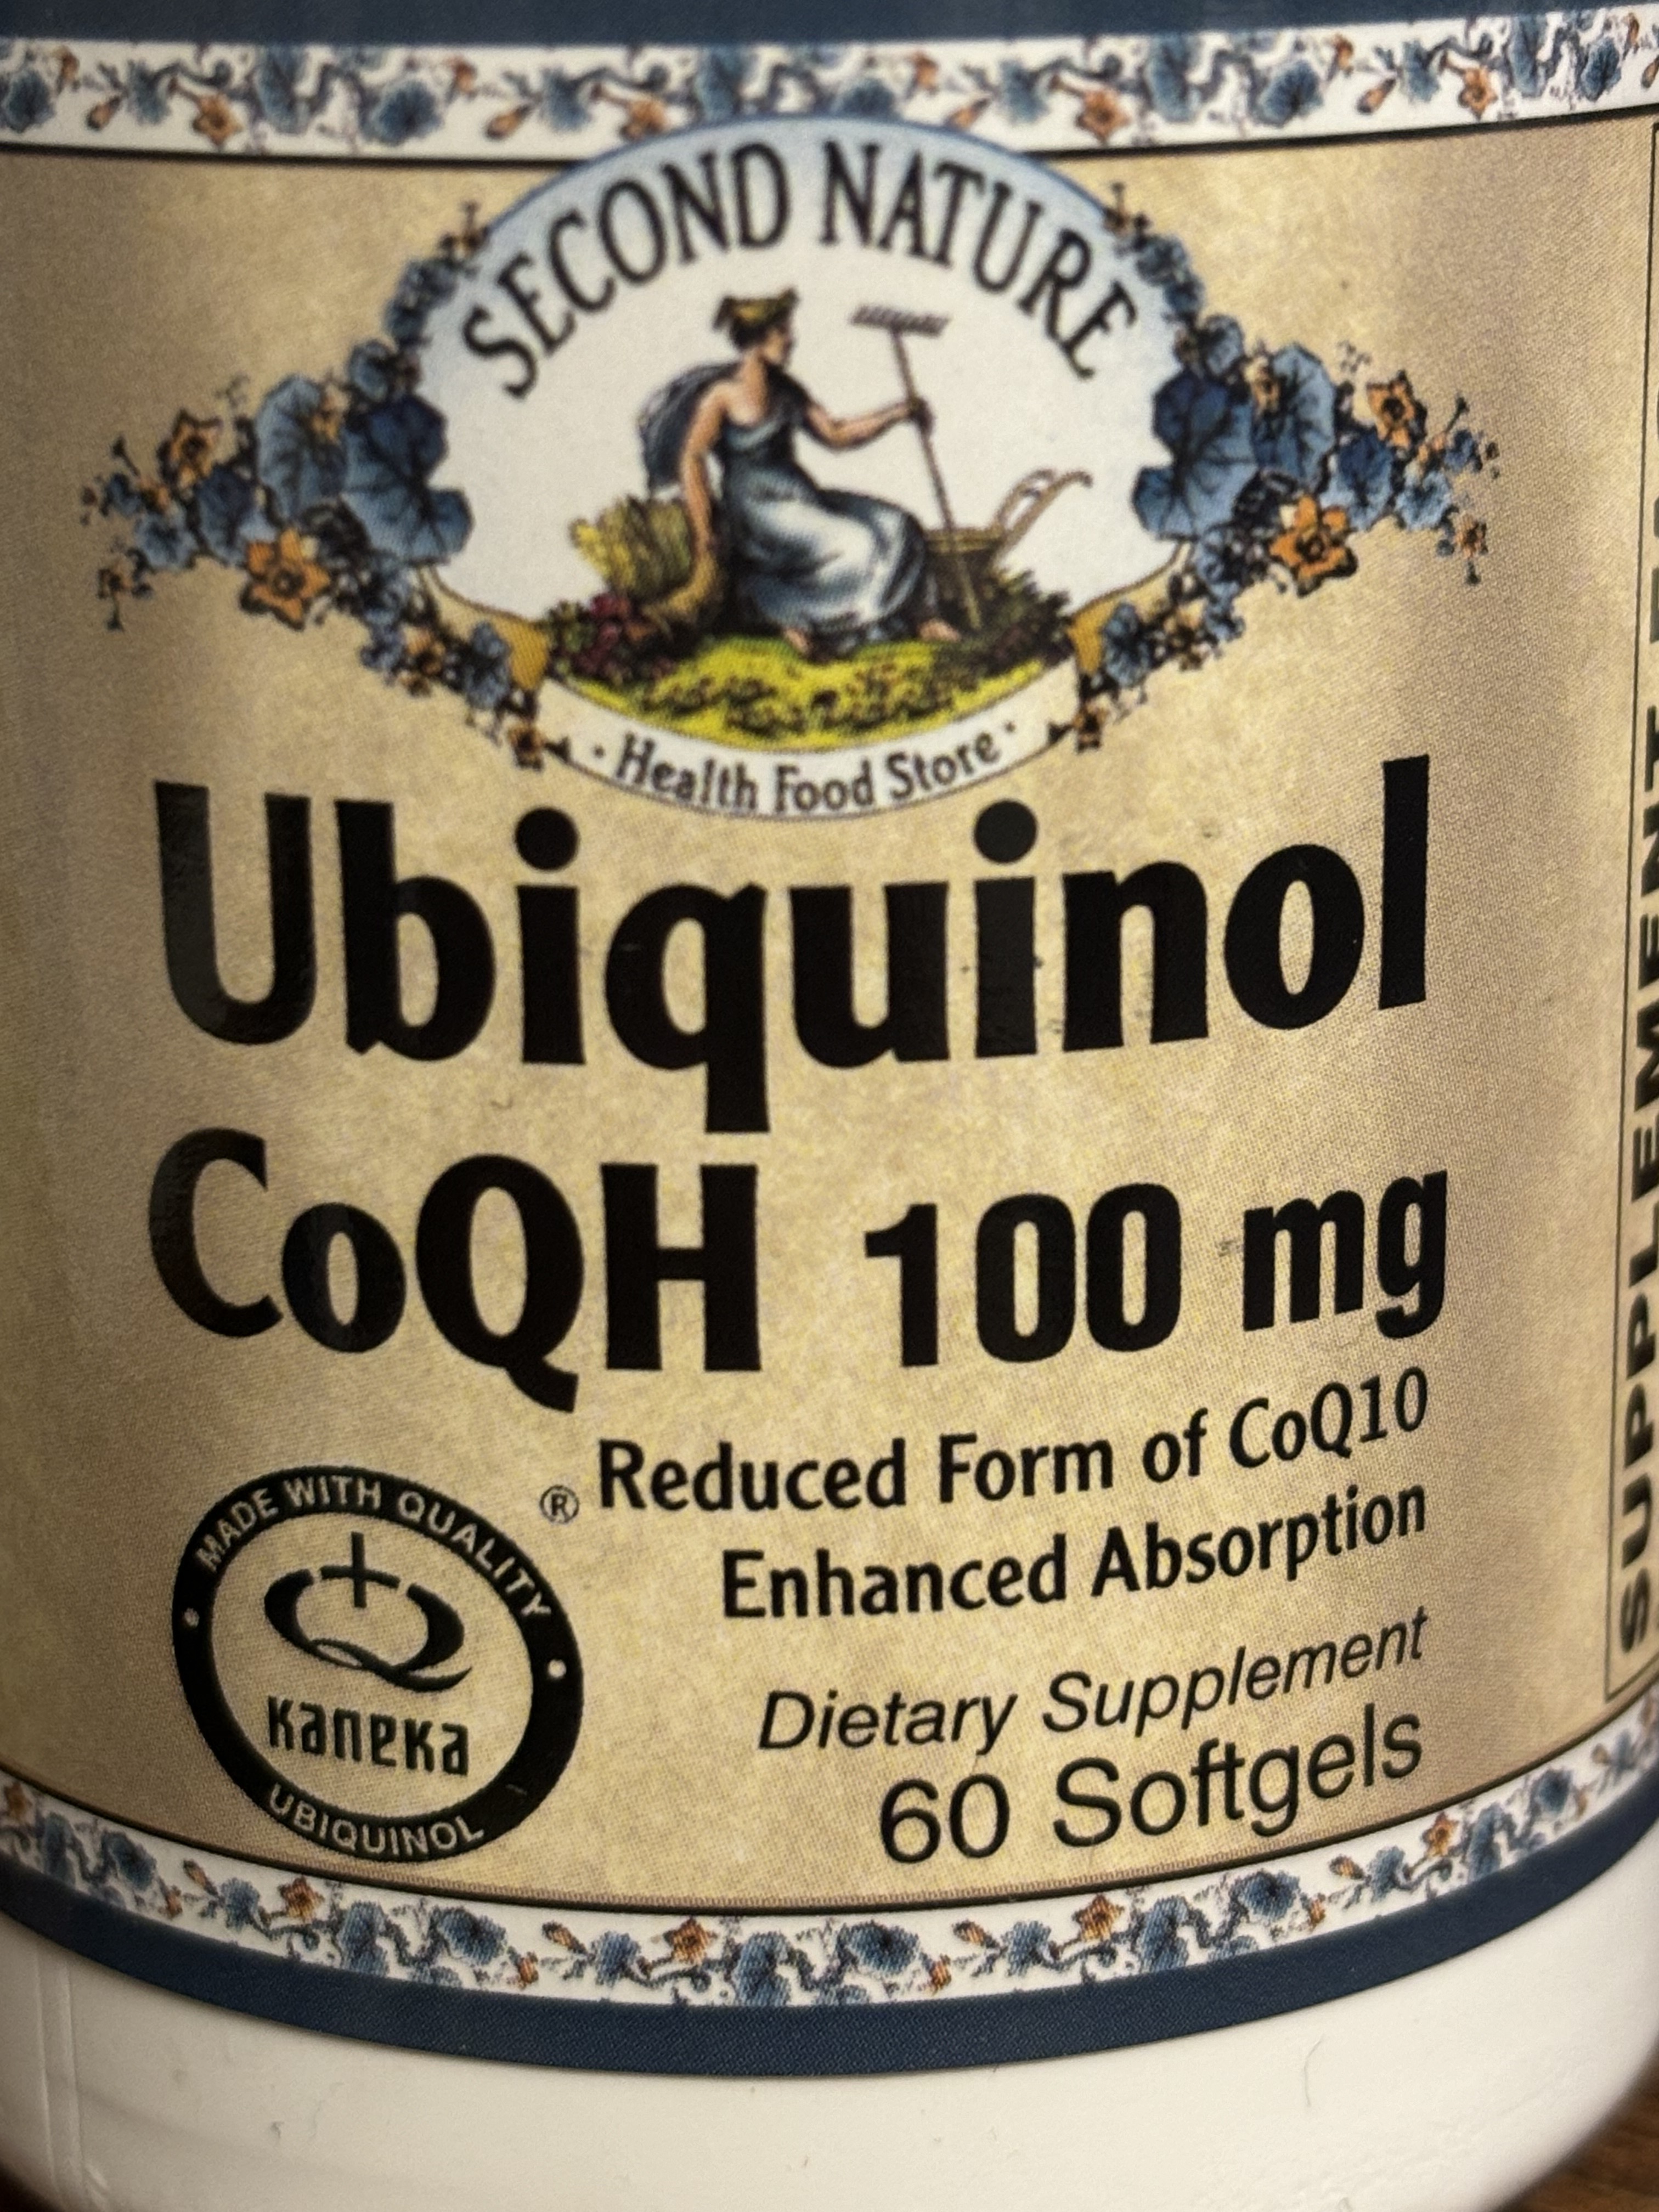 SECOND NATURE
· Health Food Store ·
Ubiquinol
CoQH 100 mg
Reduced Form of CoQ10
Enhanced Absorption
Dietary Supplement
60 Softgels
· MADE WITH QUALITY · ®
Q+
Kaneka
UBIQUINOL
SUPPLEMENT